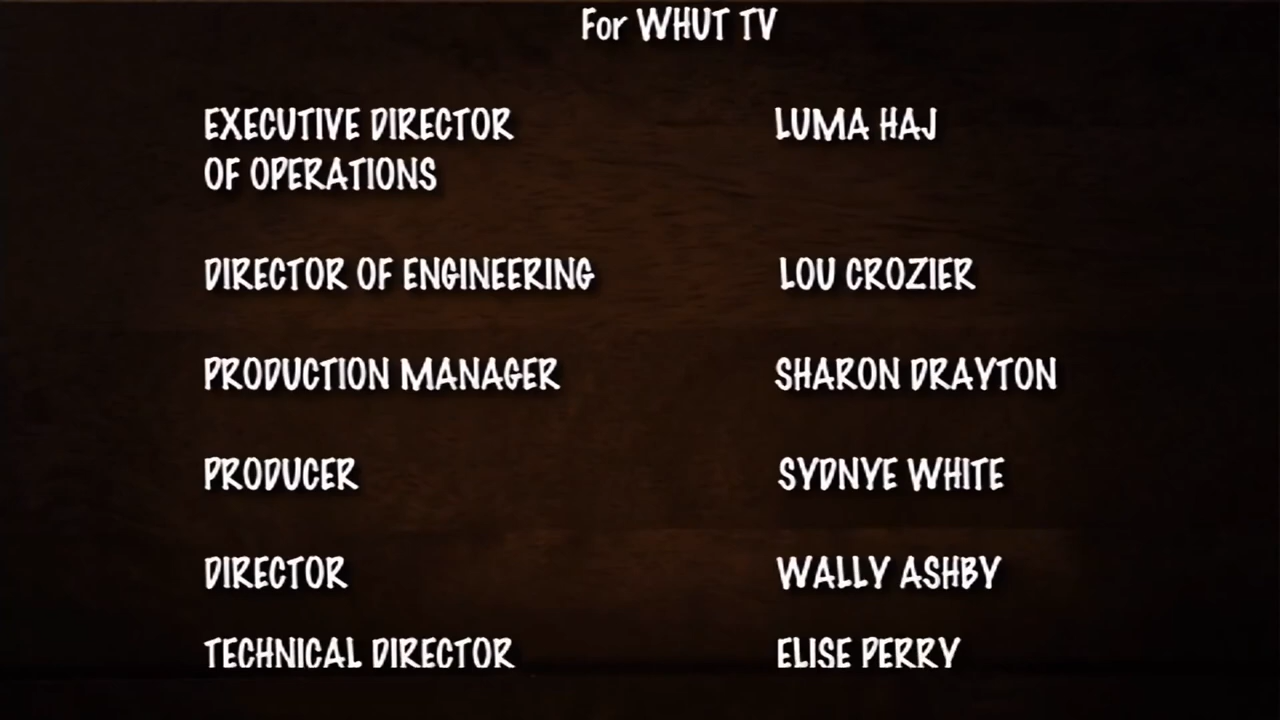 For WHUT TV
EXECUTIVE DIRECTOR LUMA HAJ
OF OPERATIONS
DIRECTOR OF ENGINEERING LOU CROZIER
PRODUCTION MANAGER SHARON DRAYTON
PRODUCER SYDNYE WHITE
DIRECTOR WALLY ASHBY
TECHNICAL DIRECTOR ELISE PERRY